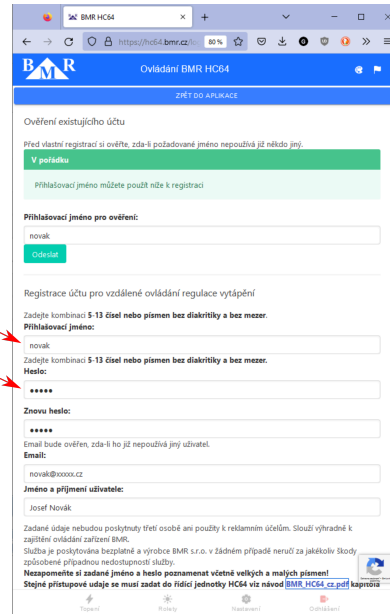 BMR HC64
https://hc64.bmr.cz/
80%
BMR
Ovládání BMR HC64
ZPĚT DO APLIKACE
Ověření existujícího účtu
Před vlastní registrací si ověřte, zda-li požadované jméno nepoužívá již někdo jiný.
V pořádku
Přihlašovací jméno můžete použít níže k registraci
Přihlašovací jméno pro ověření:
novak
Odeslat
Registrace účtu pro vzdálené ovládání regulace vytápění
Zadejte kombinaci 5-13 čísel nebo písmen bez diakritiky a bez mezer.
Přihlašovací jméno:
novak
Zadejte kombinaci 5-13 čísel nebo písmen bez diakritiky a bez mezer.
Heslo:
•••••
Znovu heslo:
•••••
Email bude ověřen, zda-li ho již nepoužívá jiný uživatel.
Email:
novak@xxxxx.cz
Jméno a příjmení uživatele:
Josef Novák
Zadané údaje nebudou poskytnuty třetí osobě ani použity k reklamním účelům. Slouží výhradně k
zajištění ovládání zařízení BMR.
Služba je poskytována bezplatně a výrobce BMR s.r.o. v žádném případě neručí za jakékoliv škody
způsobené případnou nedostupností služby.
Nezapomeňte si zadané jméno a heslo poznamenat včetně velkých a malých písmen!
Stejné přístupové údaje se musí zadat do řídící jednotky HC64 viz návod BMR_HC64_cz.pdf kapitola
Topení Rolety Nastavení Odhlášení